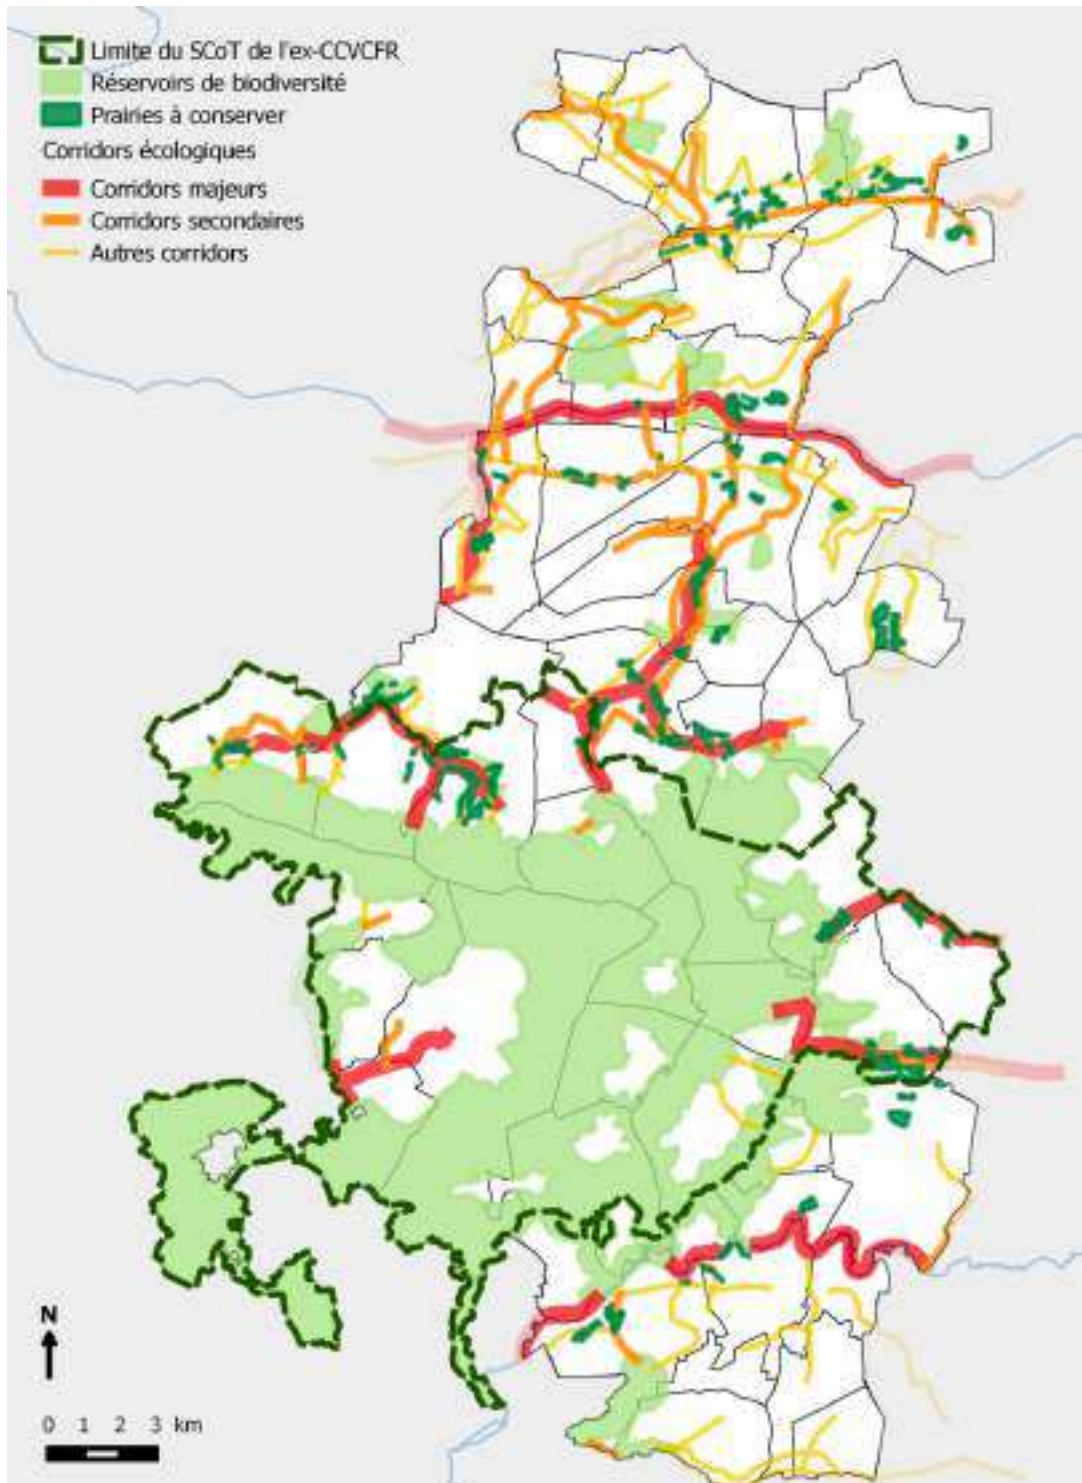 Limite du SCoT de l'ex-CCVCFR
Réservoirs de biodiversité
Prairies à conserver
Corridors écologiques
Corridors majeurs
Corridors secondaires
Autres corridors
N
0 1 2 3 km